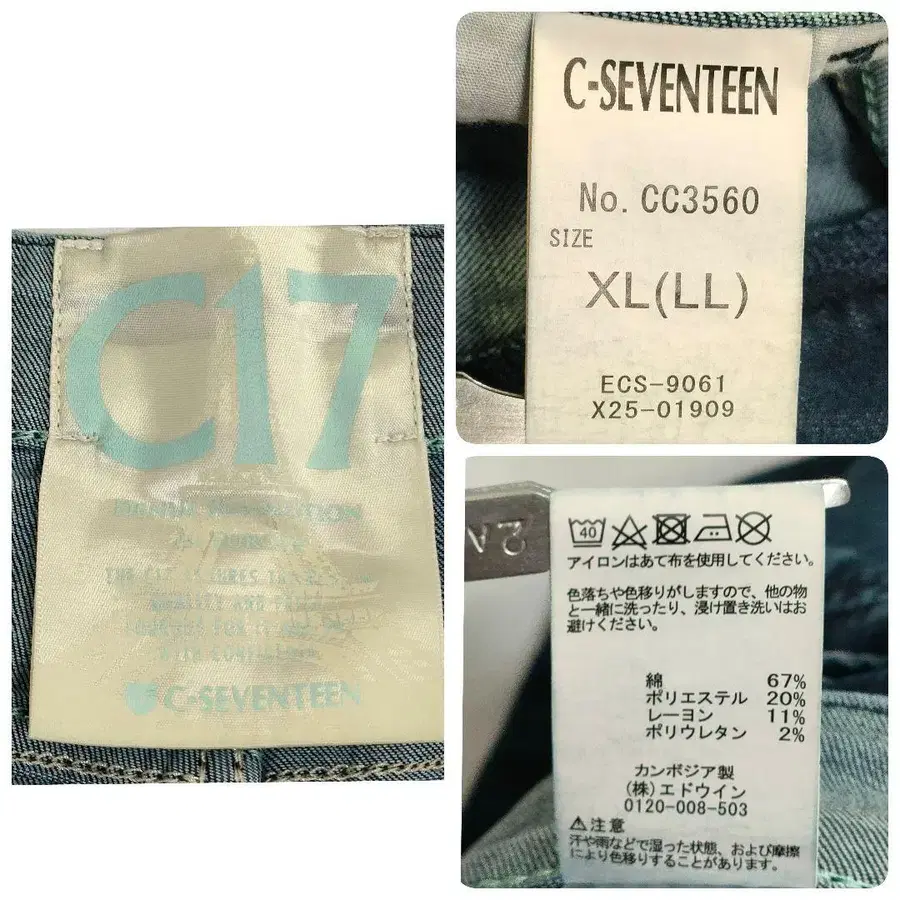 C17
C-SEVENTEEN
C-SEVENTEEN
No. CC3560
SIZE
XL(LL)
ECS-9061
X25-01909
2A
40
アイロンはあて布を使用してください。
色落ちや色移りがしますので、他の物
と一緒に洗ったり、浸け置き洗いはお
避けください。
綿 67%
ポリエステル 20%
レーヨン 11%
ポリウレタン 2%
カンボジア製
(株)エドウイン
0120-008-503
⚠注意
汗や雨などで湿った状態、および摩擦
により色移りすることがあります。